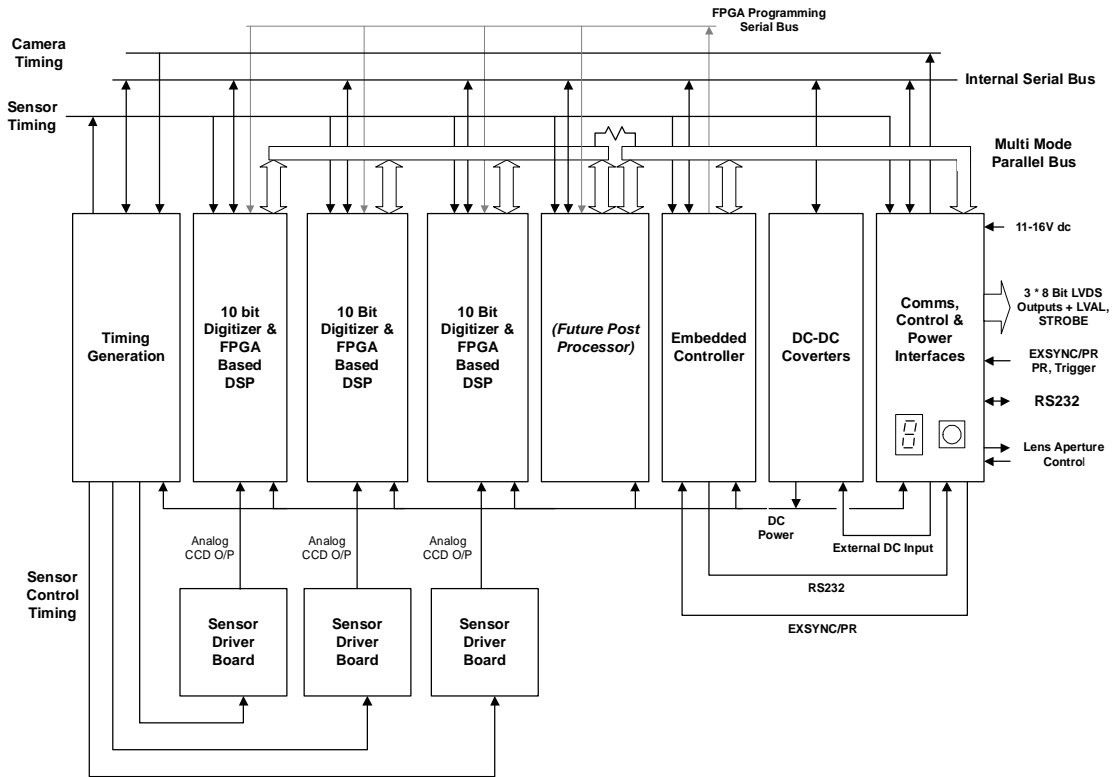 FPGA Programming
Serial Bus
Camera
Timing
Internal Serial Bus
Sensor
Timing
Multi Mode
Parallel Bus
11-16V dc
3 * 8 Bit LVDS
Outputs + LVAL,
STROBE
EXSYNC/PR
PR, Trigger
RS232
Lens Aperture
Control
Timing
Generation
10 bit
Digitizer &
FPGA
Based
DSP
10 Bit
Digitizer &
FPGA
Based
DSP
10 Bit
Digitizer &
FPGA
Based
DSP
(Future Post
Processor)
Embedded
Controller
DC-DC
Coverters
Comms,
Control &
Power
Interfaces
DC
Power
External DC Input
RS232
EXSYNC/PR
Analog
CCD O/P
Analog
CCD O/P
Analog
CCD O/P
Sensor
Control
Timing
Sensor
Driver
Board
Sensor
Driver
Board
Sensor
Driver
Board